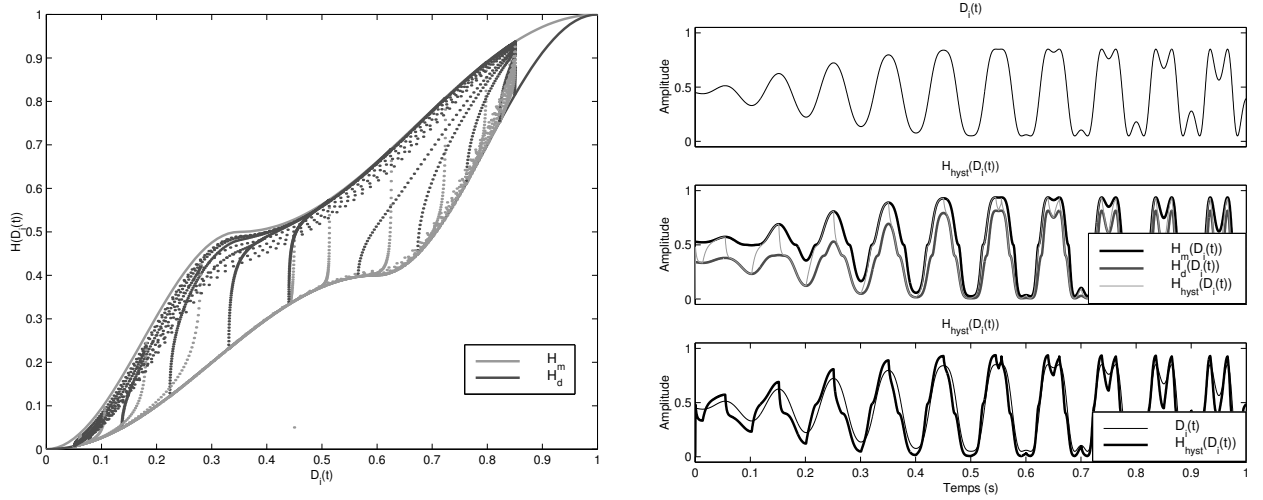 1
0.9
0.8
0.7
0.6
0.5
0.4
0.3
0.2
0.1
0
H(D_i(t))
0 0.1 0.2 0.3 0.4 0.5 0.6 0.7 0.8 0.9 1
D_i(t)
H_m
H_d
D_i(t)
1
0.5
0
Amplitude
H_hyst(D_i(t))
1
0.5
0
Amplitude
H_m(D_i(t))
H_d(D_i(t))
H_hyst(D_i(t))
H_hyst(D_i(t))
1
0.5
0
Amplitude
D_i(t)
H_hyst(D_i(t))
0 0.1 0.2 0.3 0.4 0.5 0.6 0.7 0.8 0.9 1
Temps (s)